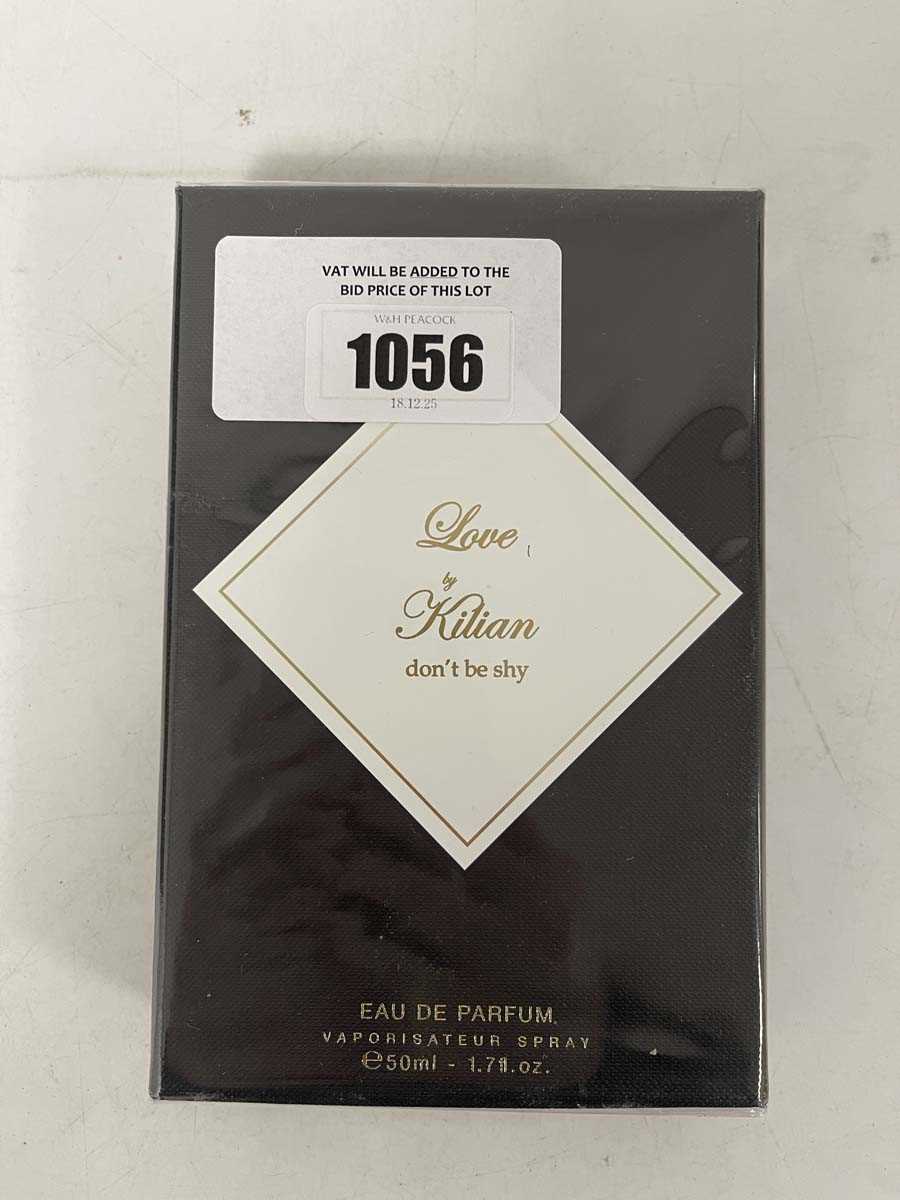 VAT WILL BE ADDED TO THE
BID PRICE OF THIS LOT
W&H PEACOCK
1056
18.12.25
Love
by
Kilian
don't be shy
EAU DE PARFUM
VAPORISATEUR SPRAY
℮50ml - 1.7fl.oz.